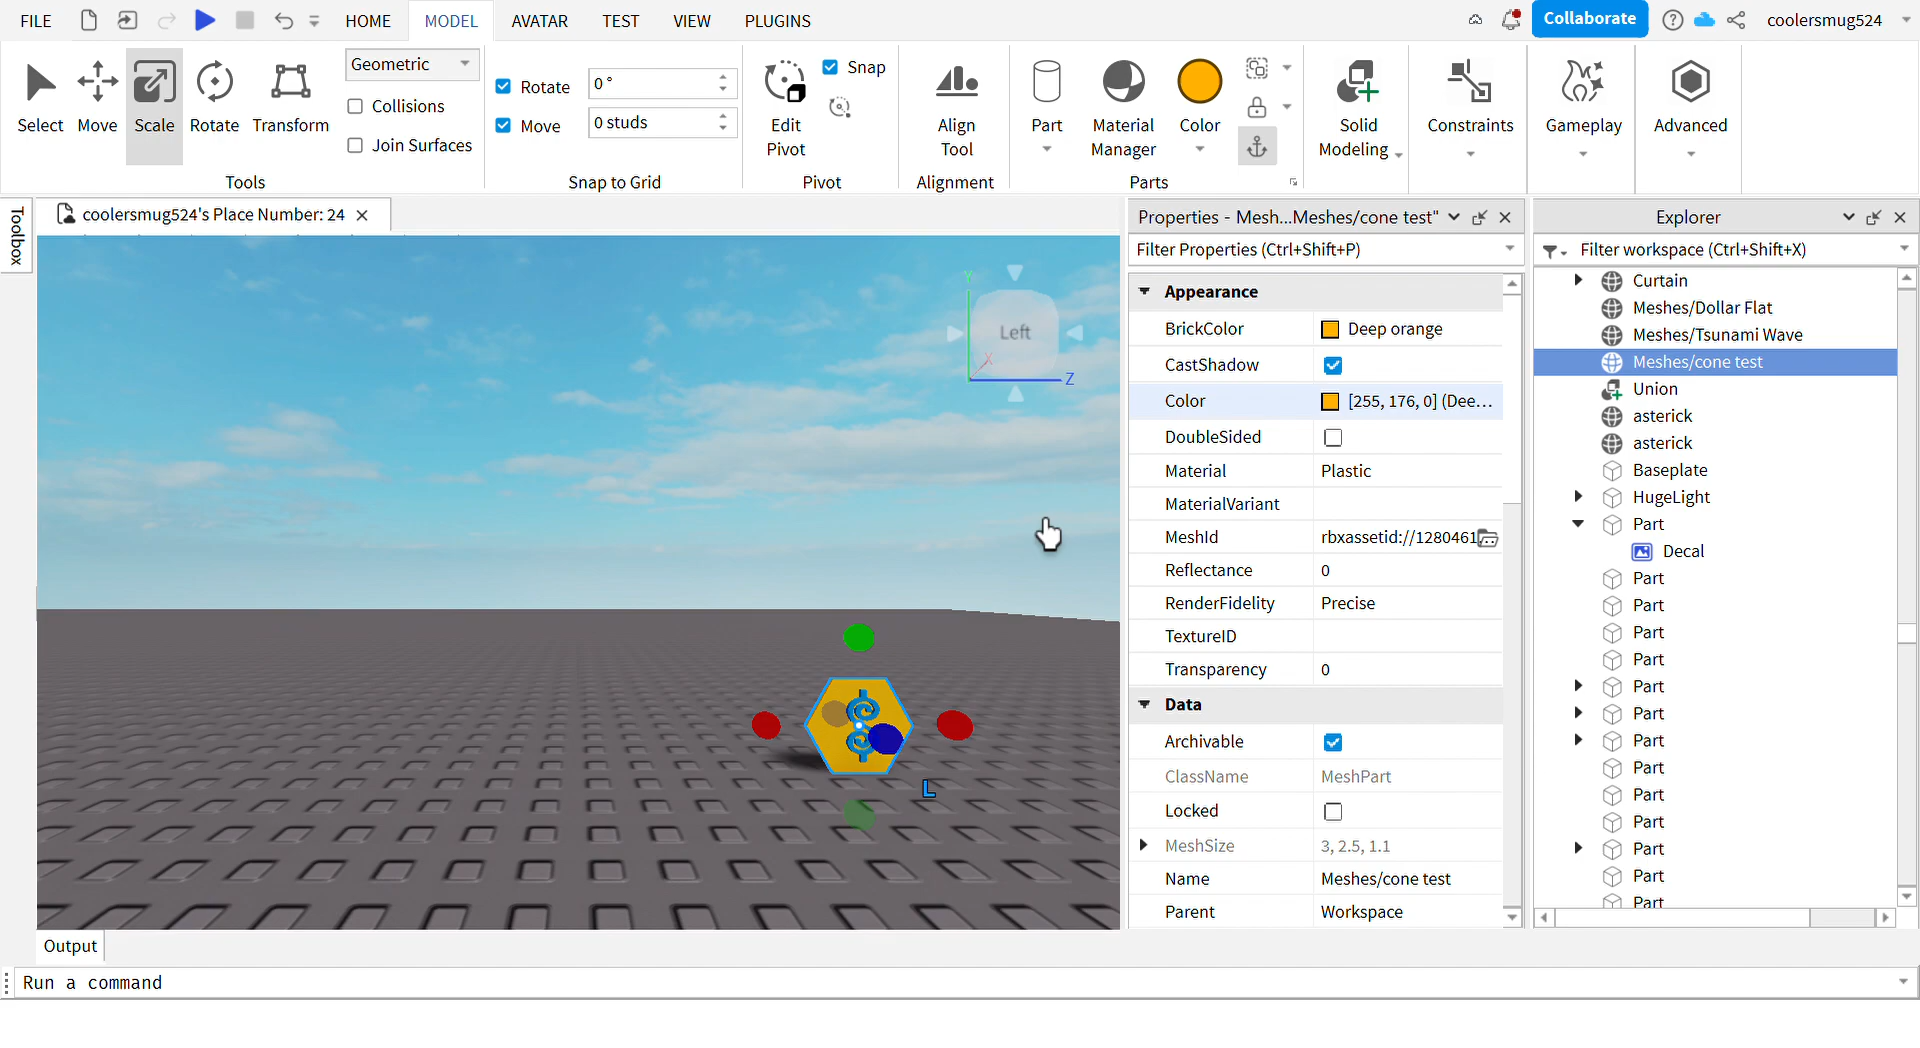 FILE HOME MODEL AVATAR TEST VIEW PLUGINS Collaborate coolersmug524
Select Move Scale Rotate Transform
Geometric
Collisions
Join Surfaces
Tools
Rotate 0 °
Move 0 studs
Snap to Grid
Edit Pivot
Snap
Pivot
Align Tool
Alignment
Part
Material Manager
Color
Parts
Solid Modeling
Constraints
Gameplay
Advanced
Toolbox
coolersmug524's Place Number: 24
Y
Left
X
Z
L
Properties - Mesh...Meshes/cone test"
Filter Properties (Ctrl+Shift+P)
Appearance
BrickColor Deep orange
CastShadow
Color [255, 176, 0] (Dee...
DoubleSided
Material Plastic
MaterialVariant
MeshId rbxassetid://1280461
Reflectance 0
RenderFidelity Precise
TextureID
Transparency 0
Data
Archivable
ClassName MeshPart
Locked
MeshSize 3, 2.5, 1.1
Name Meshes/cone test
Parent Workspace
Explorer
Filter workspace (Ctrl+Shift+X)
Curtain
Meshes/Dollar Flat
Meshes/Tsunami Wave
Meshes/cone test
Union
asterick
asterick
Baseplate
HugeLight
Part
Decal
Part
Part
Part
Part
Part
Part
Part
Part
Part
Part
Part
Part
Part
Output
Run a command